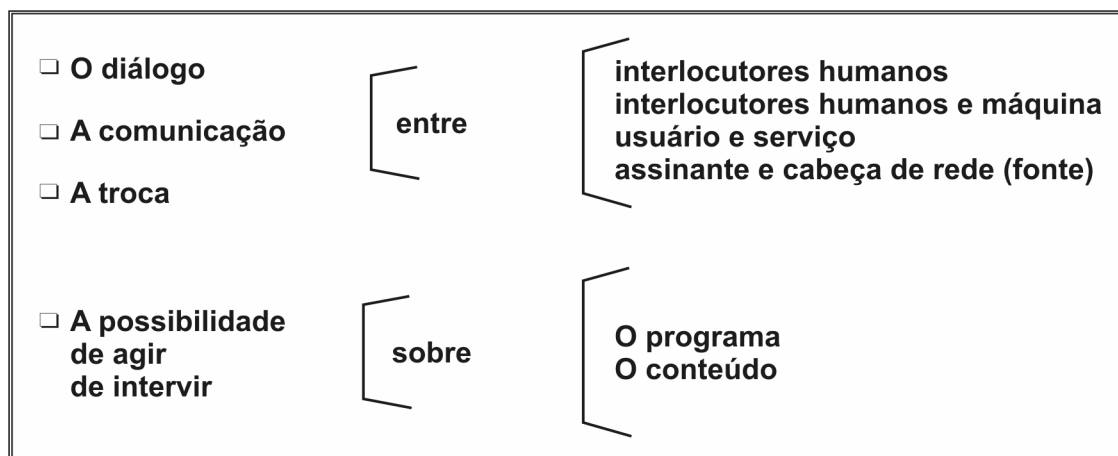 ❑ O diálogo
❑ A comunicação
❑ A troca
entre
interlocutores humanos
interlocutores humanos e máquina
usuário e serviço
assinante e cabeça de rede (fonte)
❑ A possibilidade
de agir
de intervir
sobre
O programa
O conteúdo